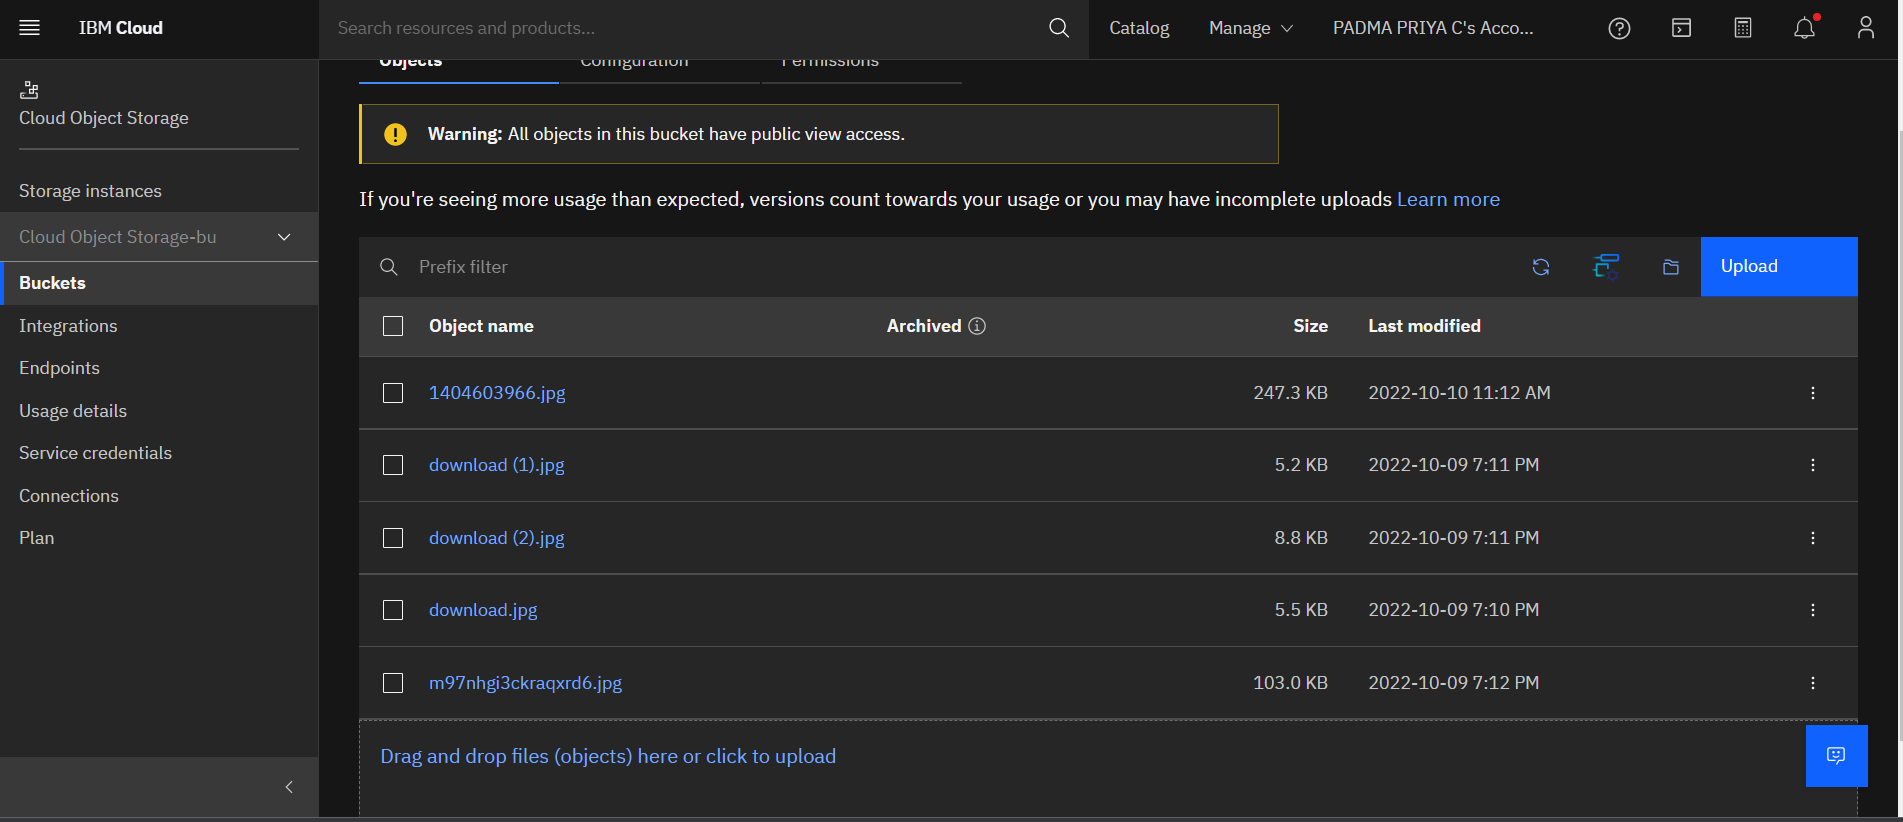 IBM Cloud
Search resources and products...
Catalog
Manage
PADMA PRIYA C's Acco...
Cloud Object Storage
Storage instances
Cloud Object Storage-bu
Buckets
Integrations
Endpoints
Usage details
Service credentials
Connections
Plan
Objects
Configuration
Permissions
Warning: All objects in this bucket have public view access.
If you're seeing more usage than expected, versions count towards your usage or you may have incomplete uploads Learn more
Prefix filter
Upload
Object name Archived Size Last modified
1404603966.jpg 247.3 KB 2022-10-10 11:12 AM
download (1).jpg 5.2 KB 2022-10-09 7:11 PM
download (2).jpg 8.8 KB 2022-10-09 7:11 PM
download.jpg 5.5 KB 2022-10-09 7:10 PM
m97nhgi3ckraqxrd6.jpg 103.0 KB 2022-10-09 7:12 PM
Drag and drop files (objects) here or click to upload